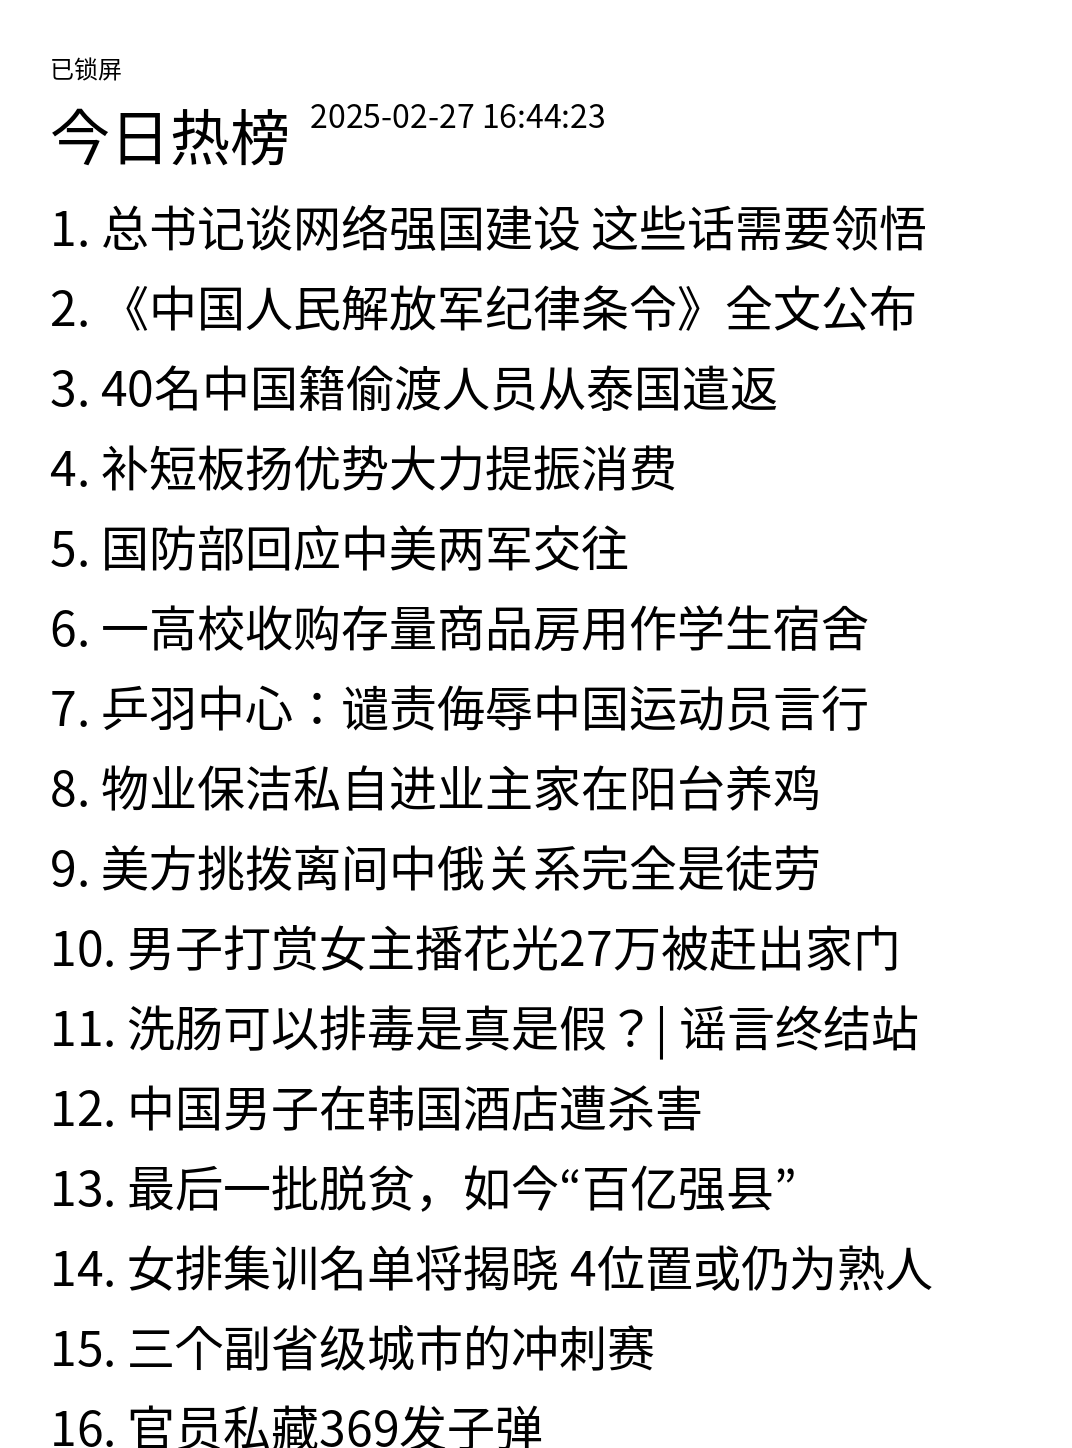 已锁屏
今日热榜 2025-02-27 16:44:23
1. 总书记谈网络强国建设 这些话需要领悟
2. 《中国人民解放军纪律条令》全文公布
3. 40名中国籍偷渡人员从泰国遣返
4. 补短板扬优势大力提振消费
5. 国防部回应中美两军交往
6. 一高校收购存量商品房用作学生宿舍
7. 乒羽中心：谴责侮辱中国运动员言行
8. 物业保洁私自进业主家在阳台养鸡
9. 美方挑拨离间中俄关系完全是徒劳
10. 男子打赏女主播花光27万被赶出家门
11. 洗肠可以排毒是真是假？| 谣言终结站
12. 中国男子在韩国酒店遭杀害
13. 最后一批脱贫，如今“百亿强县”
14. 女排集训名单将揭晓 4位置或仍为熟人
15. 三个副省级城市的冲刺赛
16. 官员私藏369发子弹